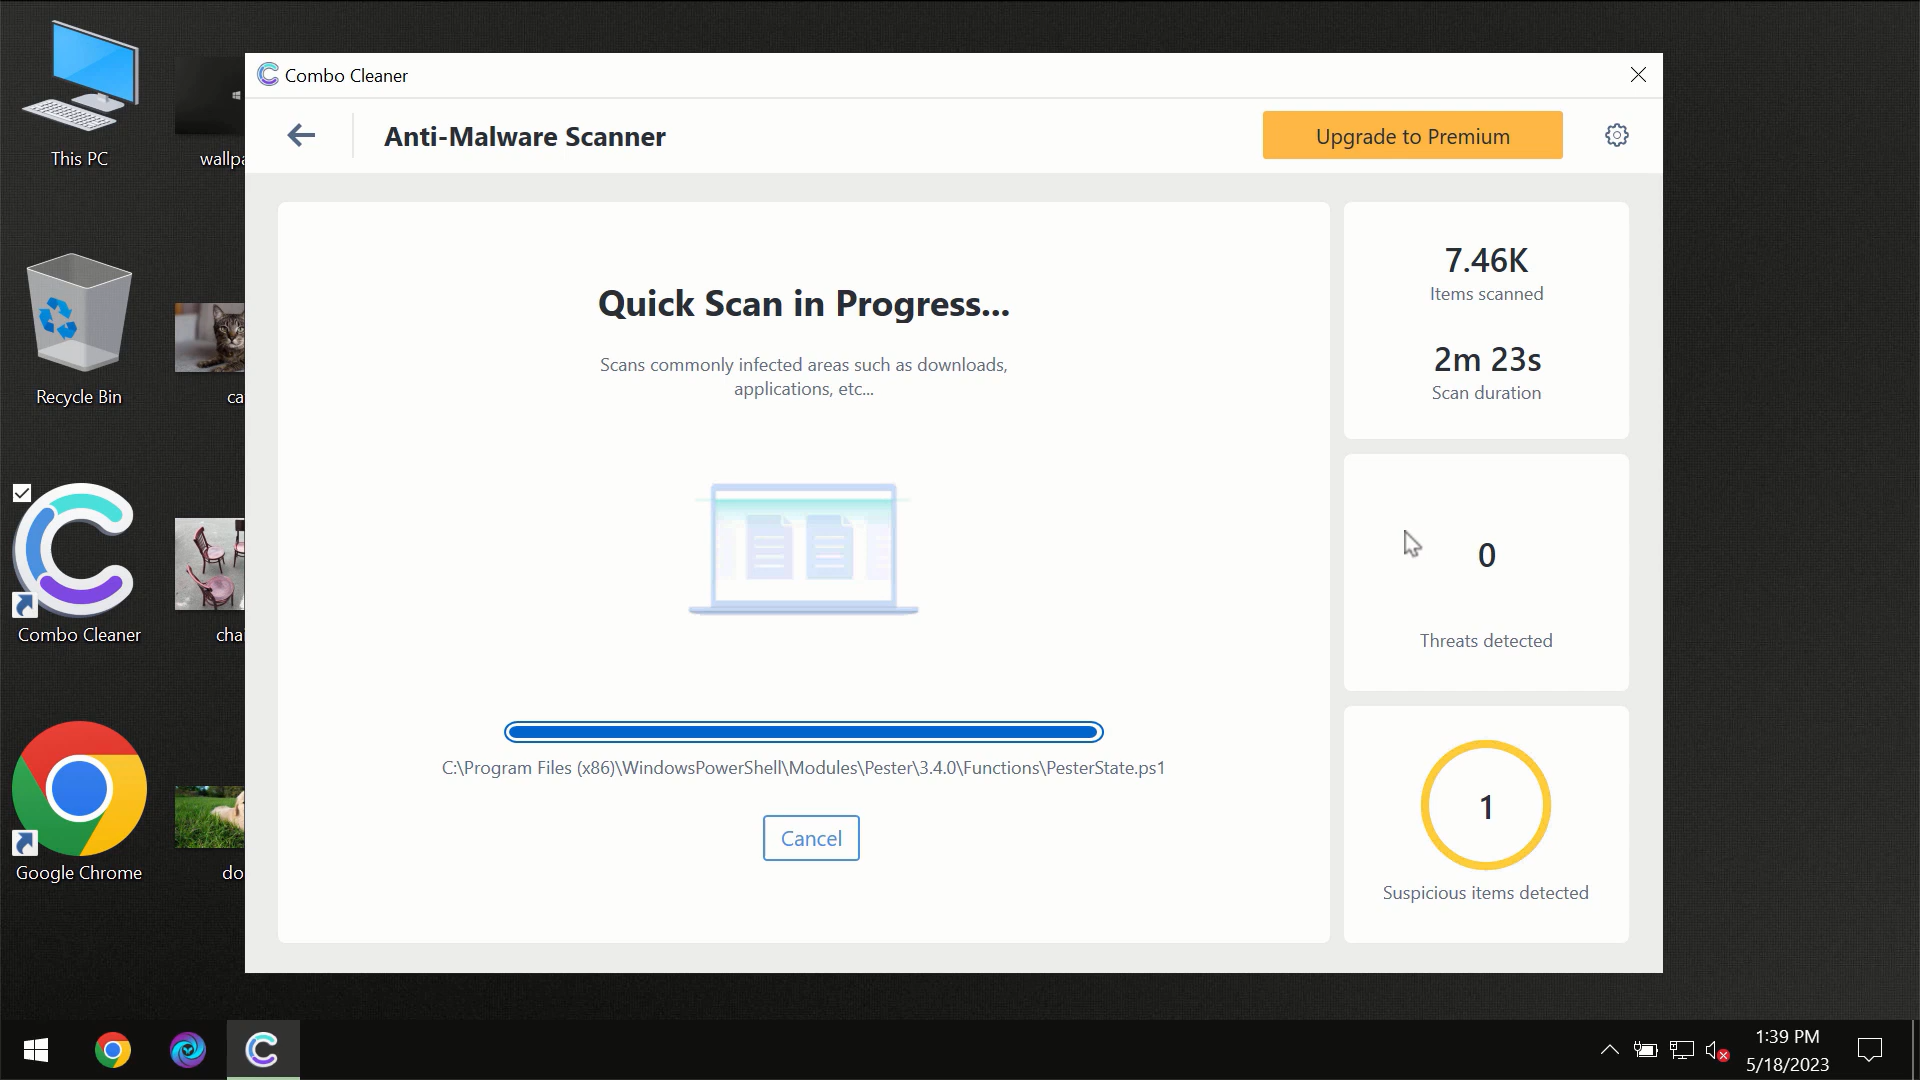 Combo Cleaner
Anti-Malware Scanner
Upgrade to Premium
Quick Scan in Progress...
Scans commonly infected areas such as downloads,
applications, etc...
C:\Program Files (x86)\WindowsPowerShell\Modules\Pester\3.4.0\Functions\PesterState.ps1
Cancel
7.46K
Items scanned
2m 23s
Scan duration
0
Threats detected
1
Suspicious items detected
This PC
wallpa
Recycle Bin
ca
Combo Cleaner
chai
Google Chrome
do
1:39 PM
5/18/2023